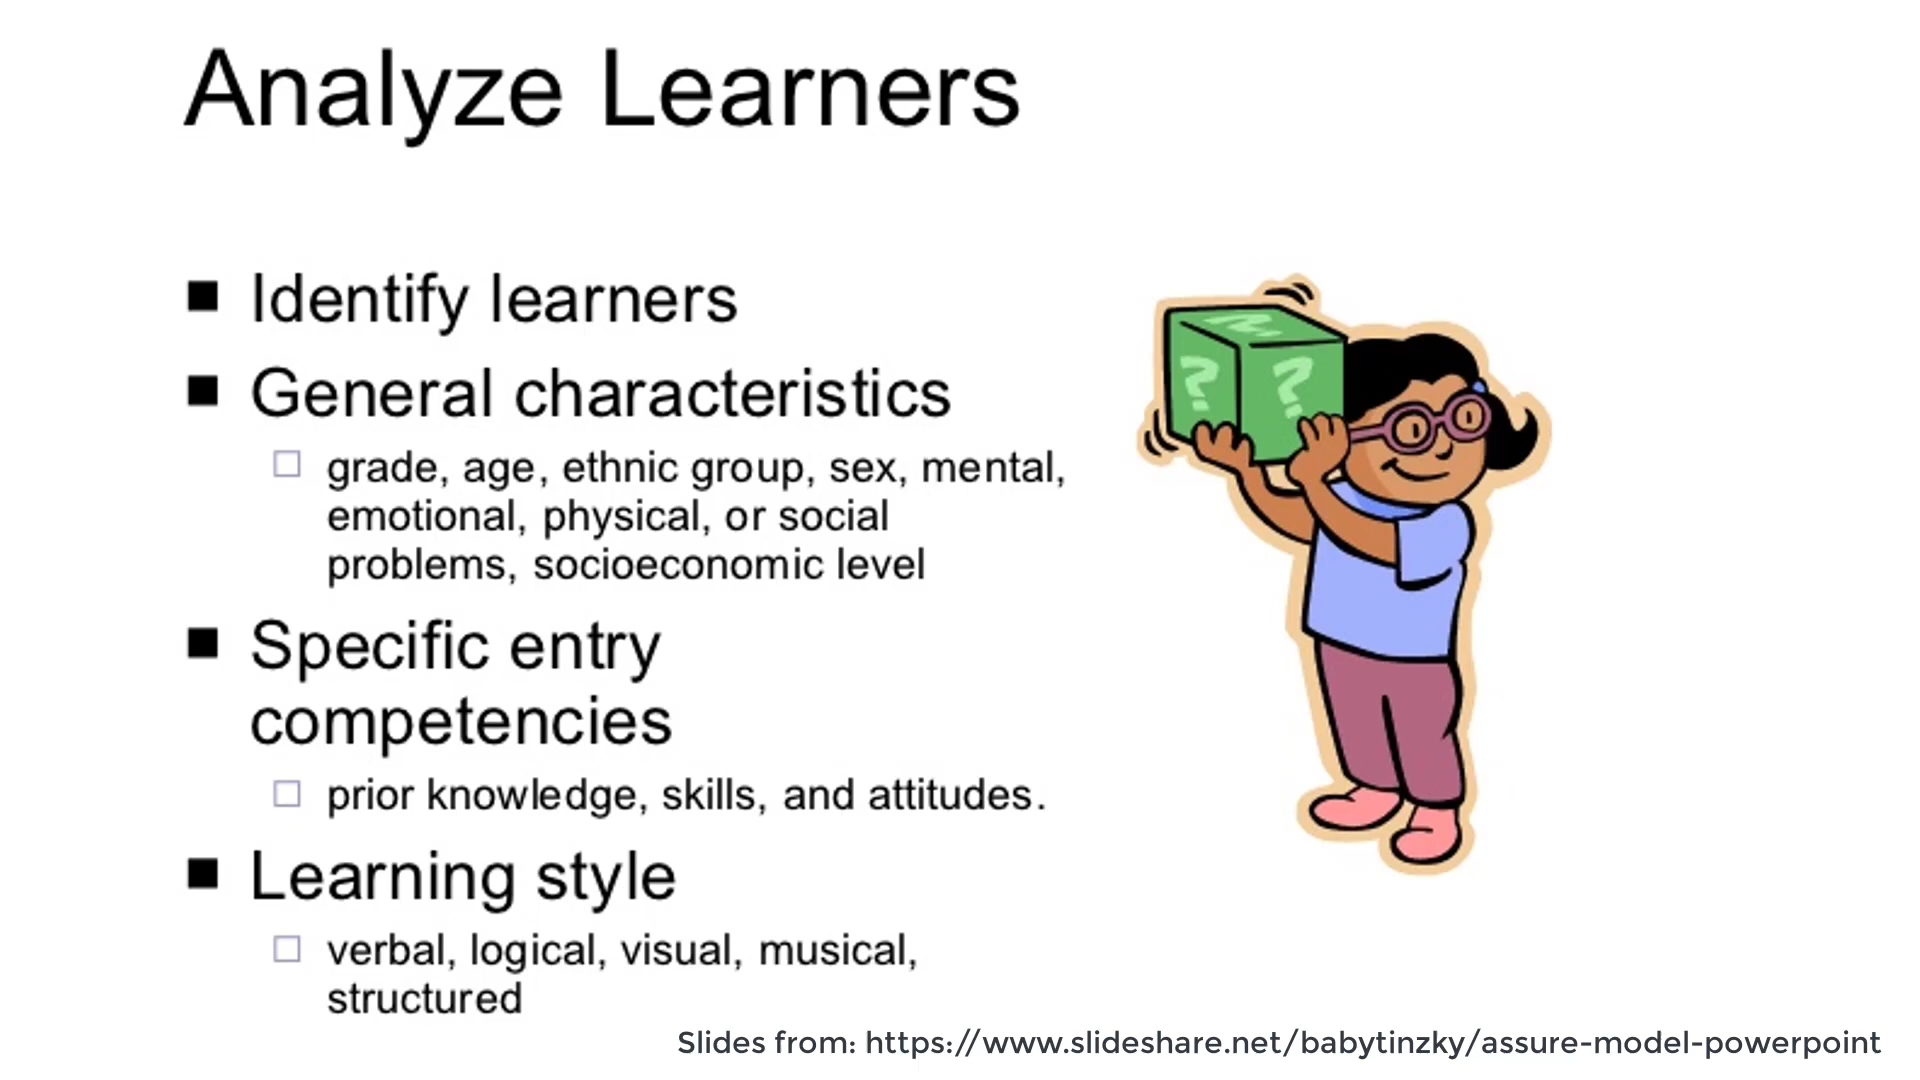 Analyze Learners
Identify learners
General characteristics
grade, age, ethnic group, sex, mental,
emotional, physical, or social
problems, socioeconomic level
Specific entry
competencies
prior knowledge, skills, and attitudes.
Learning style
verbal, logical, visual, musical,
structured
? ?
Slides from: https://www.slideshare.net/babytinzky/assure-model-powerpoint